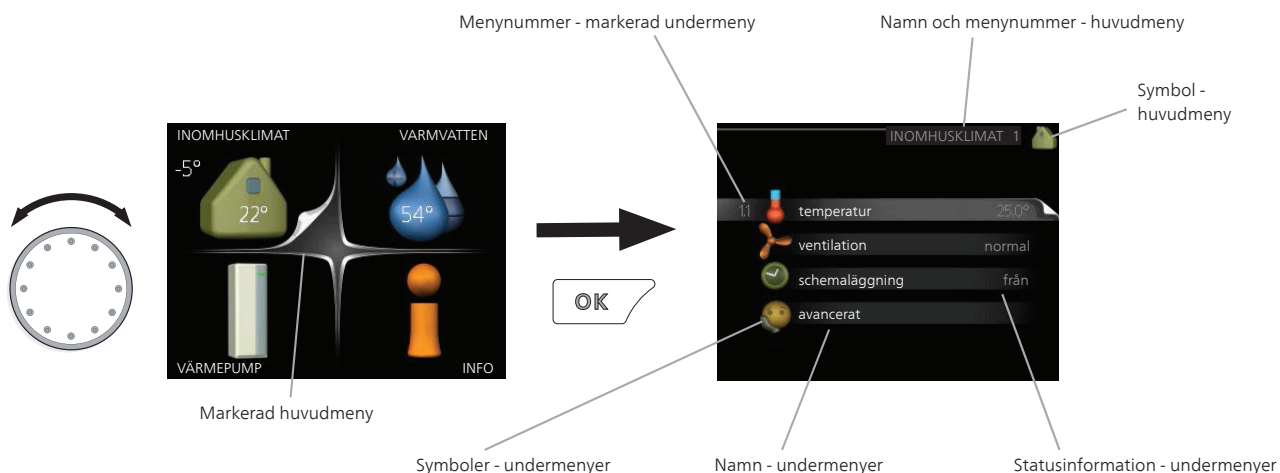 Menynummer - markerad undermeny
Namn och menynummer - huvudmeny
Symbol -
huvudmeny
INOMHUSKLIMAT
VARMVATTEN
-5°
22°
54°
VÄRMEPUMP
INFO
Markerad huvudmeny
OK
INOMHUSKLIMAT 1
1.1 temperatur 25.0°
ventilation normal
schemaläggning från
avancerat
Symboler - undermenyer
Namn - undermenyer
Statusinformation - undermenyer